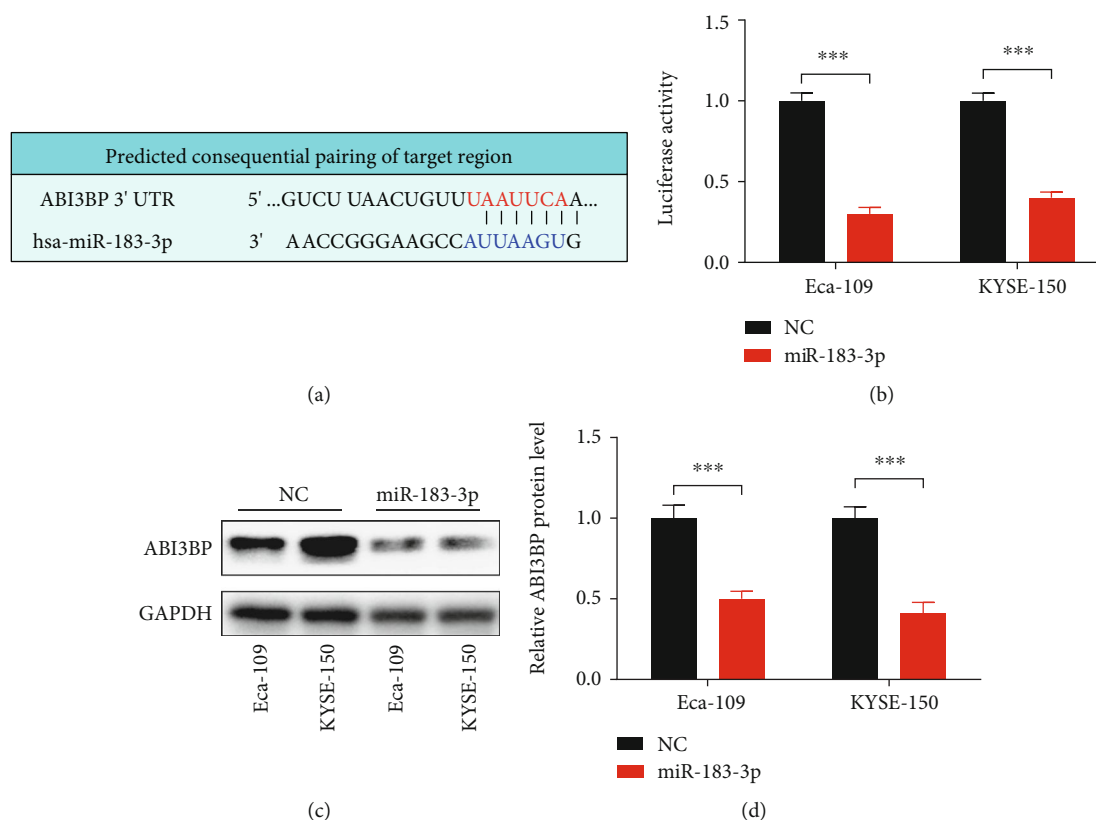 Predicted consequential pairing of target region
ABI3BP 3' UTR 5' ...GUCU UAACUGUUUAAUUCAA...
hsa-miR-183-3p 3' AACCGGGAAGCCAUUAAGUG
(a)
1.5
1.0
0.5
0.0
Luciferase activity
***
***
Eca-109 KYSE-150
NC
miR-183-3p
(b)
NC miR-183-3p
ABI3BP
GAPDH
Eca-109
KYSE-150
Eca-109
KYSE-150
(c)
1.5
1.0
0.5
0.0
Relative ABI3BP protein level
***
***
Eca-109 KYSE-150
NC
miR-183-3p
(d)